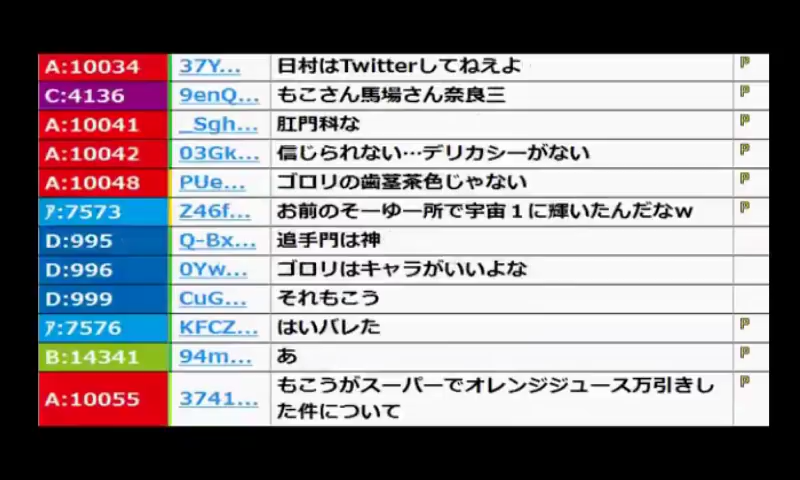 A:10034 37Y... 日村はTwitterしてねえよ P
C:4136 9enQ... もこさん馬場さん奈良三 P
A:10041 _Sgh... 肛門科な P
A:10042 03Gk... 信じられない…デリカシーがない P
A:10048 PUe... ゴロリの歯茎茶色じゃない P
ｱ:7573 Z46f... お前のそーゆー所で宇宙１に輝いたんだなw P
D:995 Q-Bx... 追手門は神
D:996 0Yw... ゴロリはキャラがいいよな
D:999 CuG... それもこう
ｱ:7576 KFCZ... はいバレた P
B:14341 94m... あ P
A:10055 3741... もこうがスーパーでオレンジジュース万引きし P
た件について